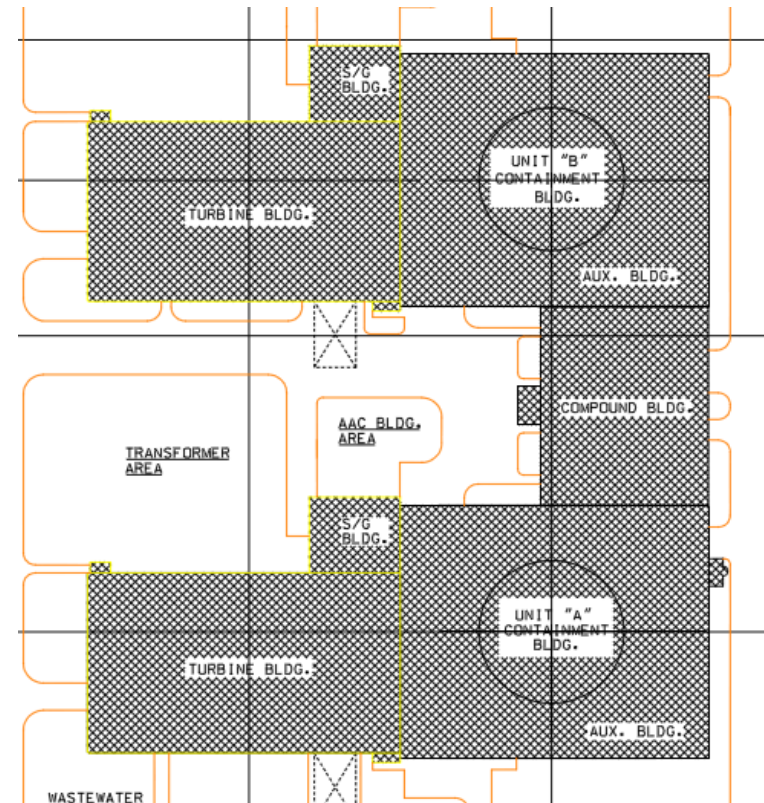 S/G
BLDG.
UNIT "B"
CONTAINMENT
BLDG.
TURBINE BLDG.
AUX. BLDG.
COMPOUND BLDG.
AAC BLDG.
AREA
TRANSFORMER
AREA
S/G
BLDG.
UNIT "A"
CONTAINMENT
BLDG.
TURBINE BLDG.
AUX. BLDG.
WASTEWATER